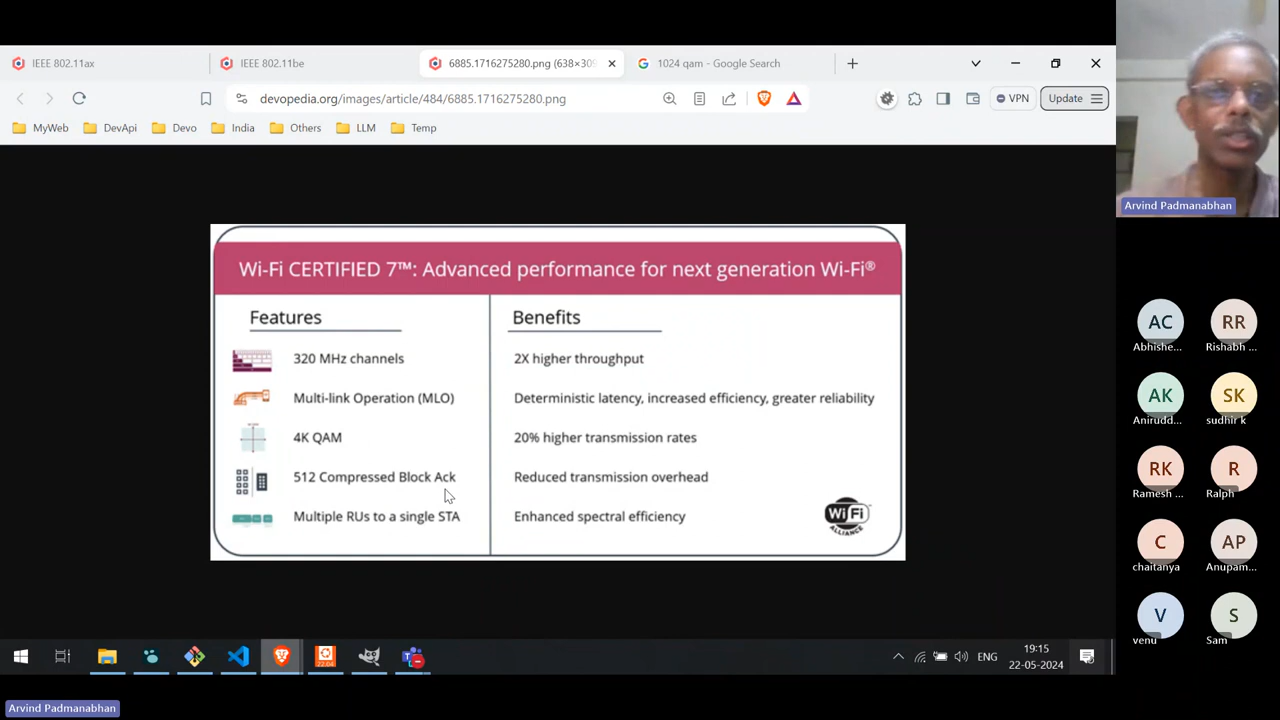 IEEE 802.11ax
IEEE 802.11be
6885.1716275280.png (638×309
1024 qam - Google Search
devopedia.org/images/article/484/6885.1716275280.png
VPN
Update
MyWeb
DevApi
Devo
India
Others
LLM
Temp
Arvind Padmanabhan
Wi-Fi CERTIFIED 7™: Advanced performance for next generation Wi-Fi®
Features
Benefits
320 MHz channels
2X higher throughput
Multi-link Operation (MLO)
Deterministic latency, increased efficiency, greater reliability
4K QAM
20% higher transmission rates
512 Compressed Block Ack
Reduced transmission overhead
Multiple RUs to a single STA
Enhanced spectral efficiency
Wi Fi
ALLIANCE
AC
Abhishe...
RR
Rishabh ...
AK
Anirudd...
SK
sudhir k
RK
Ramesh ...
R
Ralph
C
chaitanya
AP
Anupam...
V
venu
S
Sam
22.04
ENG
19:15
22-05-2024
Arvind Padmanabhan